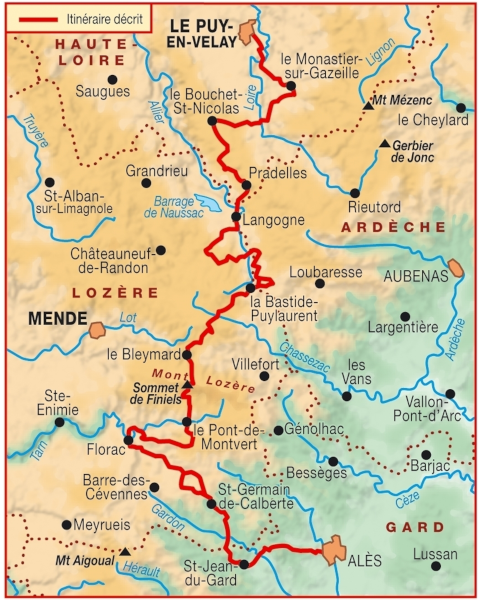 Itinéraire décrit
LE PUY-
EN-VELAY
HAUTE-
LOIRE
Lignon
le Monastier-
sur-Gazeille
Saugues
Allier
le Bouchet-
St-Nicolas
Loire
Mt Mézenc
le Cheylard
Truyère
Gerbier
de Jonc
Grandrieu
Pradelles
St-Alban-
sur-Limagnole
Barrage
de Naussac
Rieutord
Langogne
ARDÈCHE
Châteauneuf-
de-Randon
Loubaresse
AUBENAS
LOZÈRE
la Bastide-
Puylaurent
Largentière
MENDE
Lot
Ardèche
Chassezac
le Bleymard
Villefort
les
Vans
Mont Lozère
Sommet
de Finiels
Ste-
Enimie
Vallon-
Pont-d'Arc
le Pont-de-
Montvert
Génolhac
Tarn
Florac
Bessèges
Barjac
Barre-des-
Cévennes
St-Germain
de-Calberte
Cèze
Gardon
Meyrueis
GARD
Mt Aigoual
Hérault
St-Jean-
du-Gard
ALÈS
Lussan